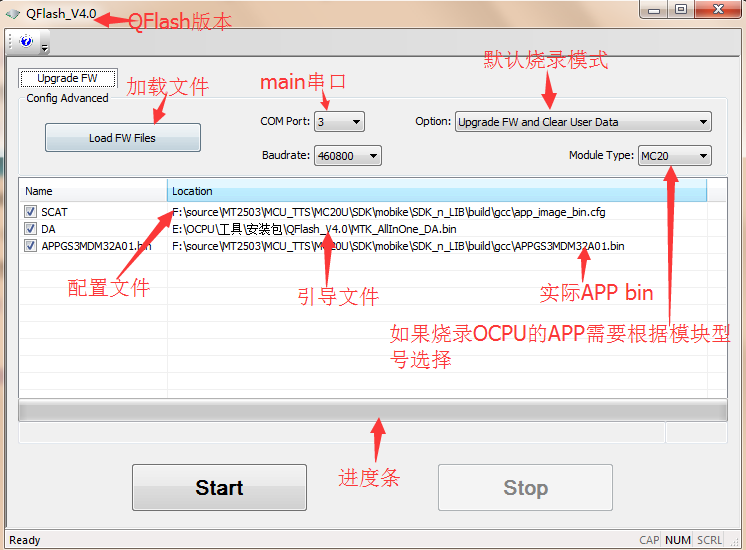 QFlash_V4.0
QFlash版本
Upgrade FW
Config Advanced
加载文件
main串口
默认烧录模式
Load FW Files
COM Port: 3
Option: Upgrade FW and Clear User Data
Baudrate: 460800
Module Type: MC20
Name Location
SCAT F:\source\MT2503\MCU_TTS\MC20U\SDK\mobike\SDK_n_LIB\build\gcc\app_image_bin.cfg
DA E:\OCPU\工具\安装包\QFlash_V4.0\MTK_AllInOne_DA.bin
APPGS3MDM32A01.bin F:\source\MT2503\MCU_TTS\MC20U\SDK\mobike\SDK_n_LIB\build\gcc\APPGS3MDM32A01.bin
配置文件
引导文件
实际APP bin
如果烧录OCPU的APP需要根据模块型
号选择
进度条
Start
Stop
Ready
CAP NUM SCRL